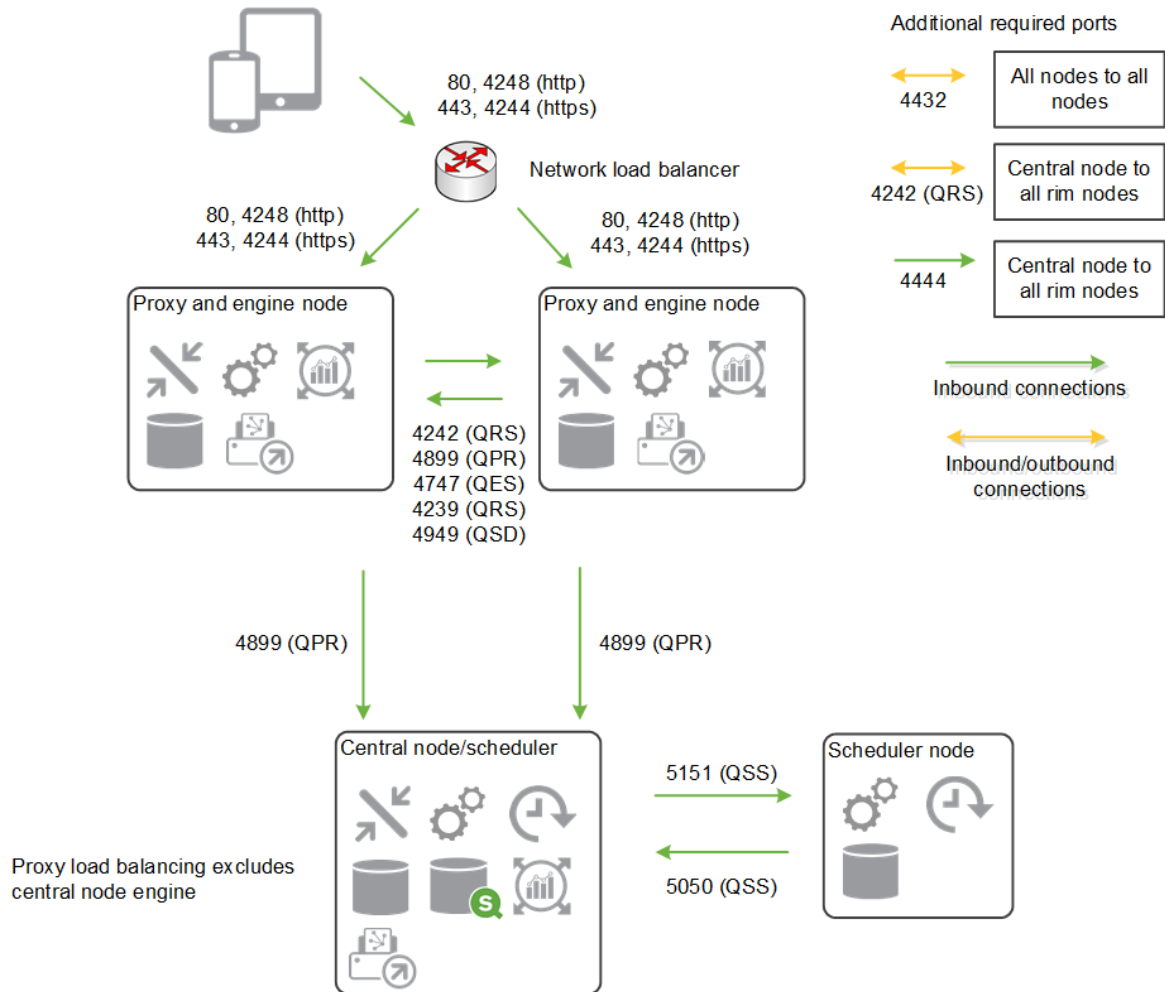 Additional required ports
80, 4248 (http)
443, 4244 (https)
4432
All nodes to all
nodes
Network load balancer
4242 (QRS)
Central node to
all rim nodes
80, 4248 (http)
443, 4244 (https)
80, 4248 (http)
443, 4244 (https)
4444
Central node to
all rim nodes
Proxy and engine node
Proxy and engine node
Inbound connections
4242 (QRS)
4899 (QPR)
4747 (QES)
4239 (QRS)
4949 (QSD)
Inbound/outbound
connections
4899 (QPR)
4899 (QPR)
Central node/scheduler
Scheduler node
5151 (QSS)
5050 (QSS)
Proxy load balancing excludes
central node engine
S